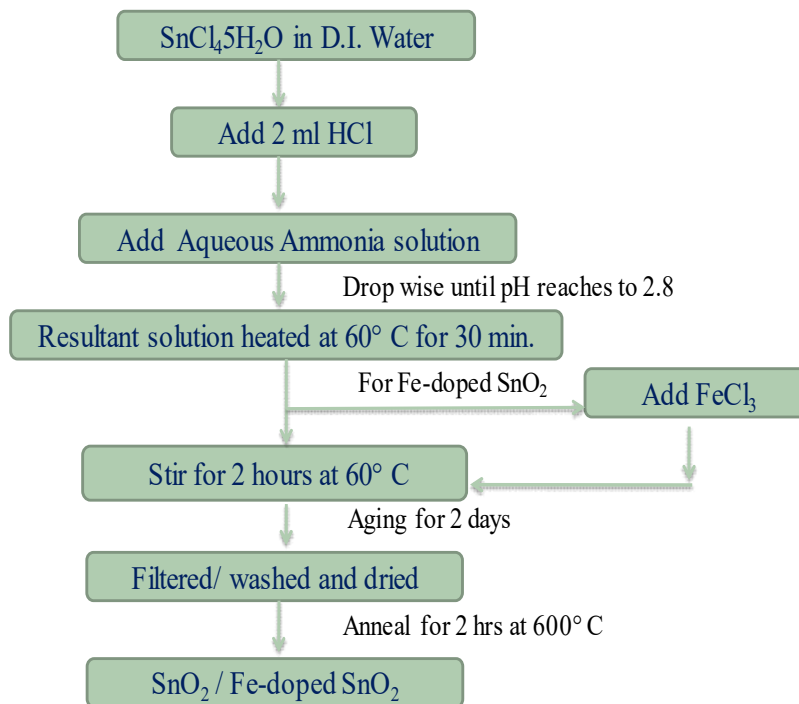 SnCl₄5H₂O in D.I. Water
Add 2 ml HCl
Add Aqueous Ammonia solution
Drop wise until pH reaches to 2.8
Resultant solution heated at 60° C for 30 min.
For Fe-doped SnO₂
Add FeCl₃
Stir for 2 hours at 60° C
Aging for 2 days
Filtered/ washed and dried
Anneal for 2 hrs at 600° C
SnO₂ / Fe-doped SnO₂